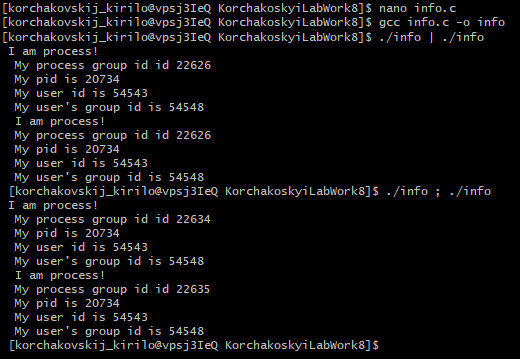 [korchakovskij_kirilo@vpsj3IeQ KorchakoskyiLabWork8]$ nano info.c
[korchakovskij_kirilo@vpsj3IeQ KorchakoskyiLabWork8]$ gcc info.c -o info
[korchakovskij_kirilo@vpsj3IeQ KorchakoskyiLabWork8]$ ./info | ./info
I am process!
My process group id id 22626
My pid is 20734
My user id is 54543
My user's group id is 54548
I am process!
My process group id id 22626
My pid is 20734
My user id is 54543
My user's group id is 54548
[korchakovskij_kirilo@vpsj3IeQ KorchakoskyiLabWork8]$ ./info ; ./info
I am process!
My process group id id 22634
My pid is 20734
My user id is 54543
My user's group id is 54548
I am process!
My process group id id 22635
My pid is 20734
My user id is 54543
My user's group id is 54548
[korchakovskij_kirilo@vpsj3IeQ KorchakoskyiLabWork8]$